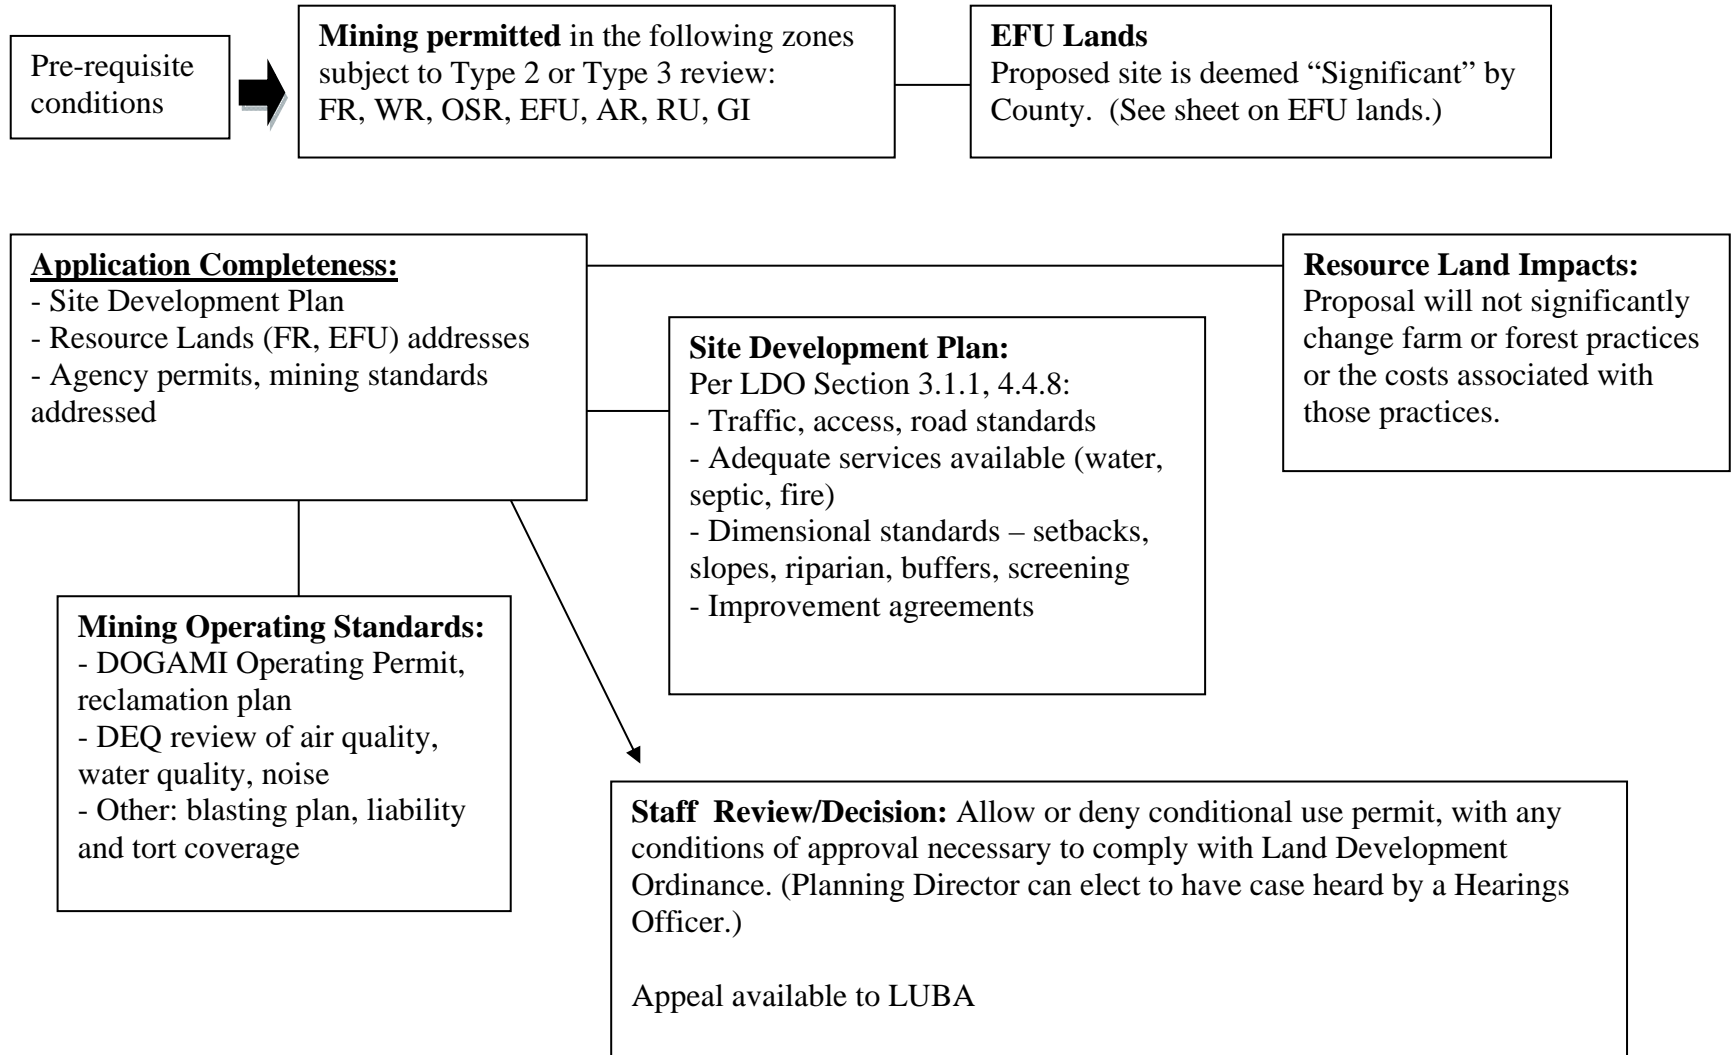 Pre-requisite
conditions
Mining permitted in the following zones
subject to Type 2 or Type 3 review:
FR, WR, OSR, EFU, AR, RU, GI
EFU Lands
Proposed site is deemed “Significant” by
County.  (See sheet on EFU lands.)
Application Completeness:
- Site Development Plan
- Resource Lands (FR, EFU) addresses
- Agency permits, mining standards
addressed
Resource Land Impacts:
Proposal will not significantly
change farm or forest practices
or the costs associated with
those practices.
Site Development Plan:
Per LDO Section 3.1.1, 4.4.8:
- Traffic, access, road standards
- Adequate services available (water,
septic, fire)
- Dimensional standards – setbacks,
slopes, riparian, buffers, screening
- Improvement agreements
Mining Operating Standards:
- DOGAMI Operating Permit,
reclamation plan
- DEQ review of air quality,
water quality, noise
- Other: blasting plan, liability
and tort coverage
Staff  Review/Decision: Allow or deny conditional use permit, with any
conditions of approval necessary to comply with Land Development
Ordinance. (Planning Director can elect to have case heard by a Hearings
Officer.)
Appeal available to LUBA